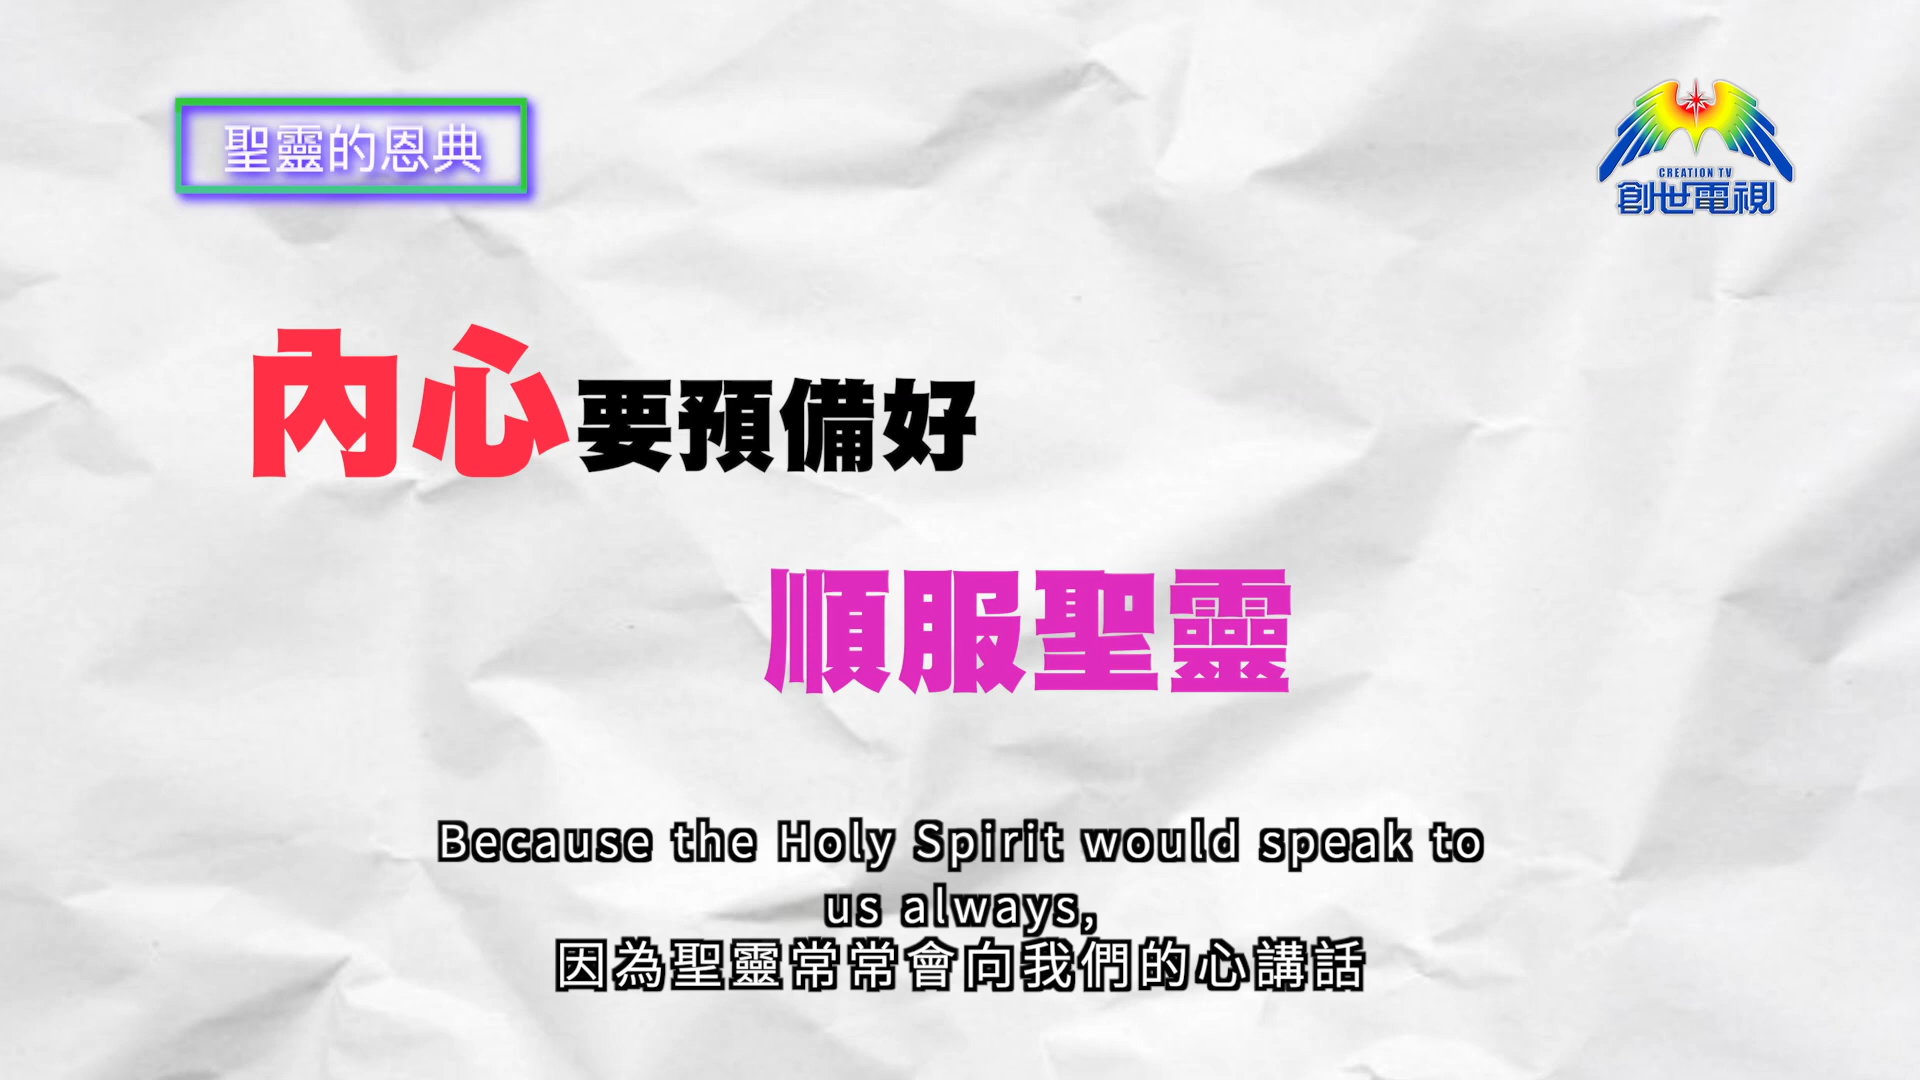 聖靈的恩典
CREATION TV
創世電視
內心要預備好
順服聖靈
Because the Holy Spirit would speak to
us always,
因為聖靈常常會向我們的心講話